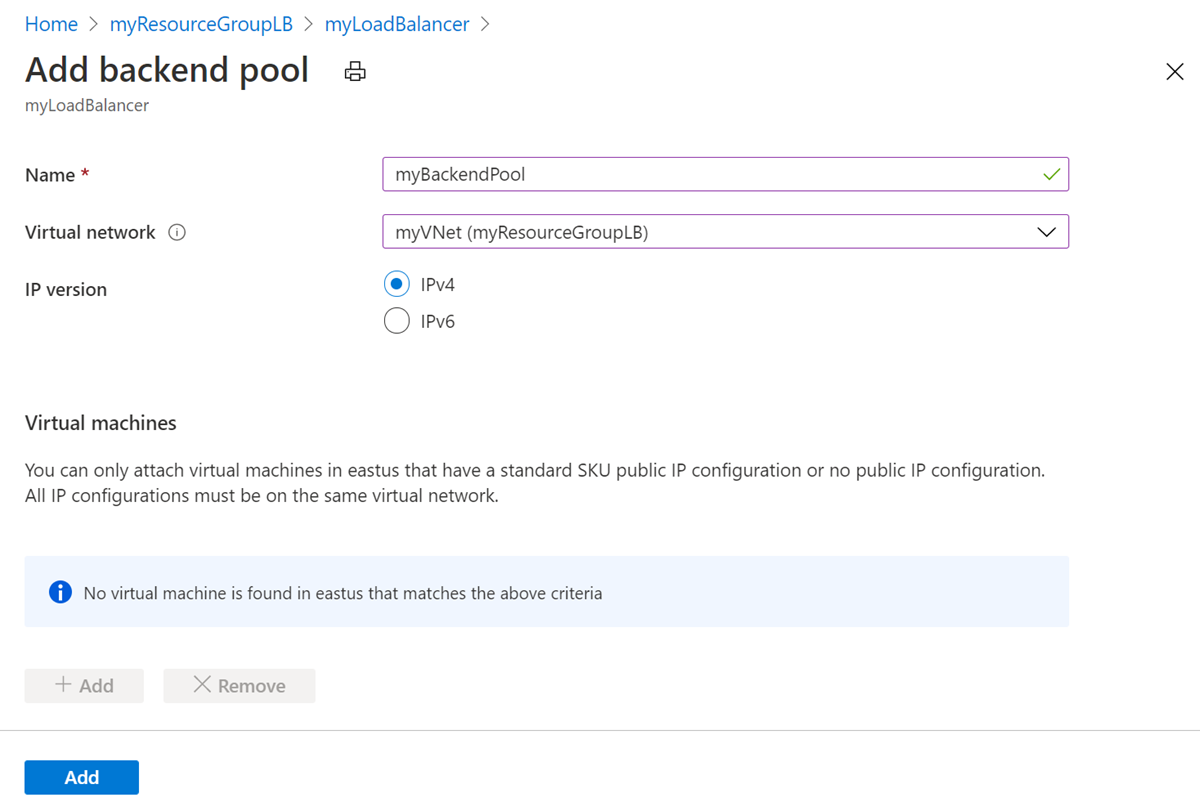 Home > myResourceGroupLB > myLoadBalancer >
Add backend pool
myLoadBalancer
Name * myBackendPool
Virtual network myVNet (myResourceGroupLB)
IP version IPv4
IPv6
Virtual machines
You can only attach virtual machines in eastus that have a standard SKU public IP configuration or no public IP configuration.
All IP configurations must be on the same virtual network.
No virtual machine is found in eastus that matches the above criteria
+ Add Remove
Add